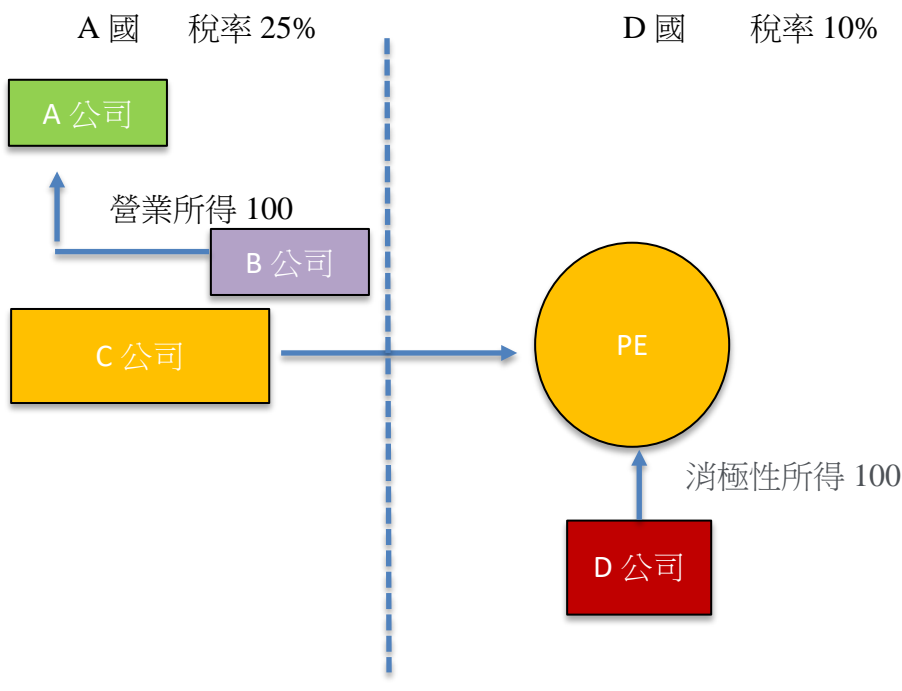 A 國 稅率 25%
D 國 稅率 10%
A 公司
營業所得 100
B 公司
C 公司
PE
消極性所得 100
D 公司